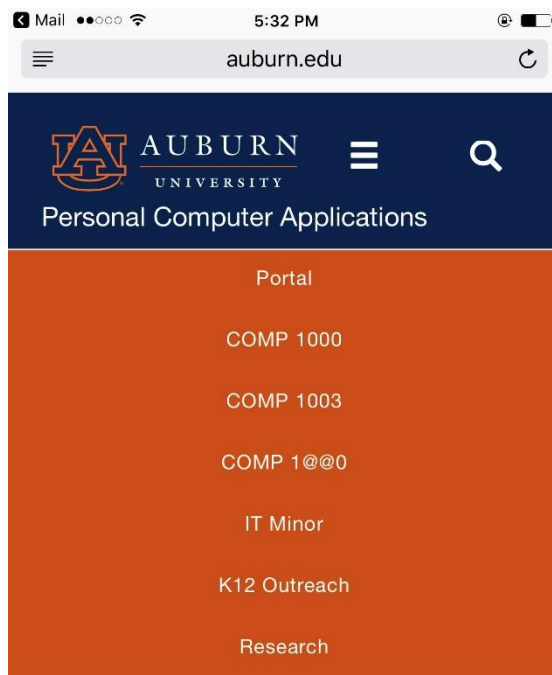 Mail 5:32 PM
auburn.edu
AUBURN
UNIVERSITY
Personal Computer Applications
Portal
COMP 1000
COMP 1003
COMP 1@@0
IT Minor
K12 Outreach
Research